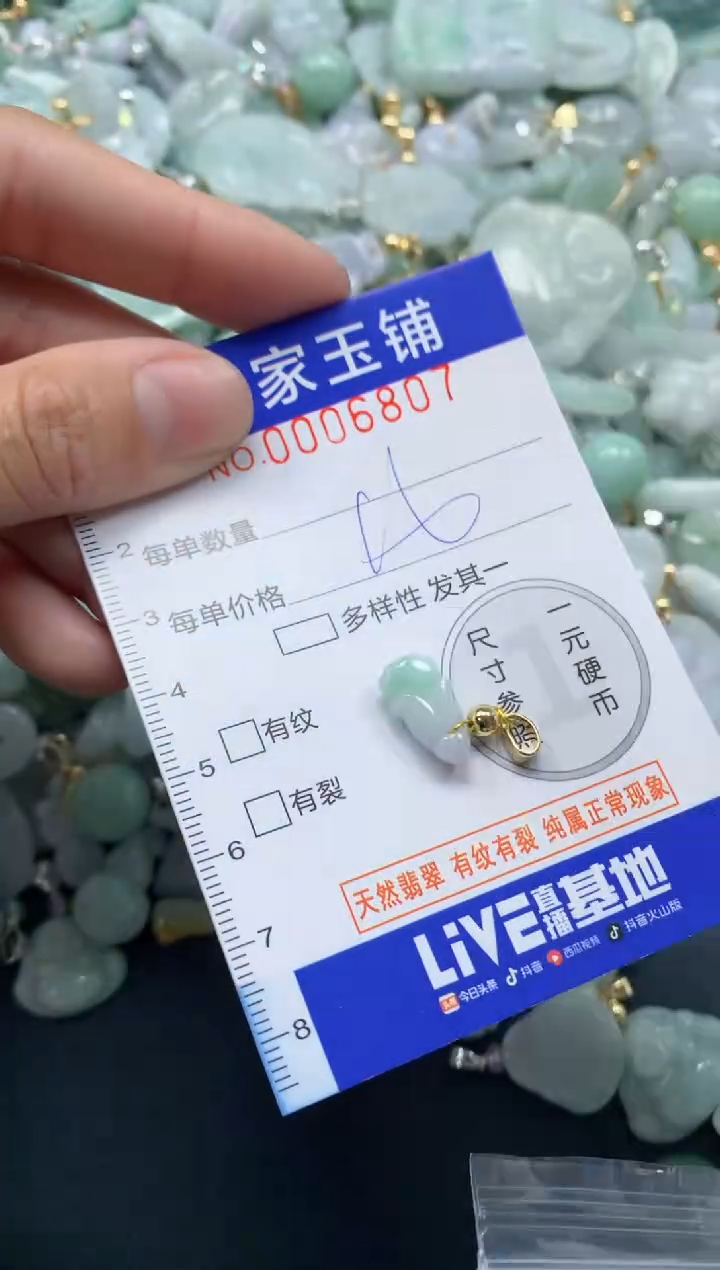 家玉铺
NO.0006807
2 每单数量
3 每单价格
多样性 发其一
4
一元硬币
尺寸参照
5 有纹
6 有裂
天然翡翠 有纹有裂 纯属正常现象
7
LiVE直播基地
今日头条 抖音 西瓜视频 抖音火山版
8